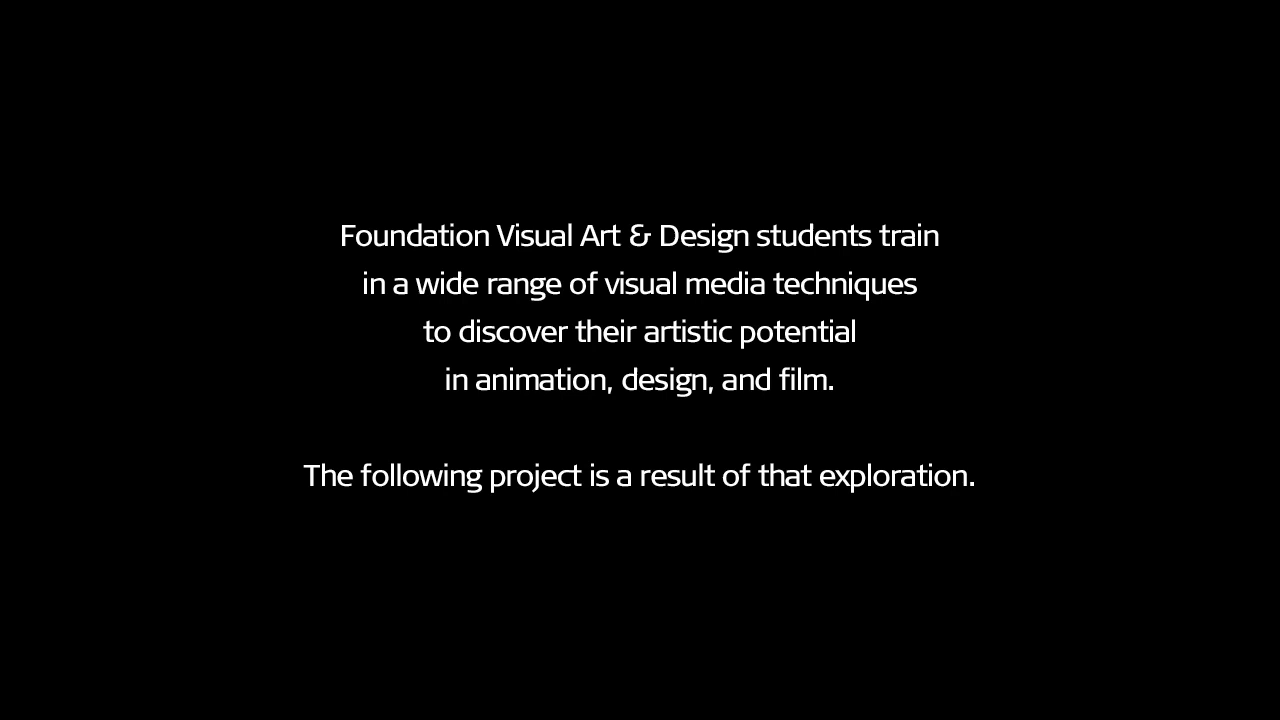 Foundation Visual Art & Design students train
in a wide range of visual media techniques
to discover their artistic potential
in animation, design, and film.
The following project is a result of that exploration.